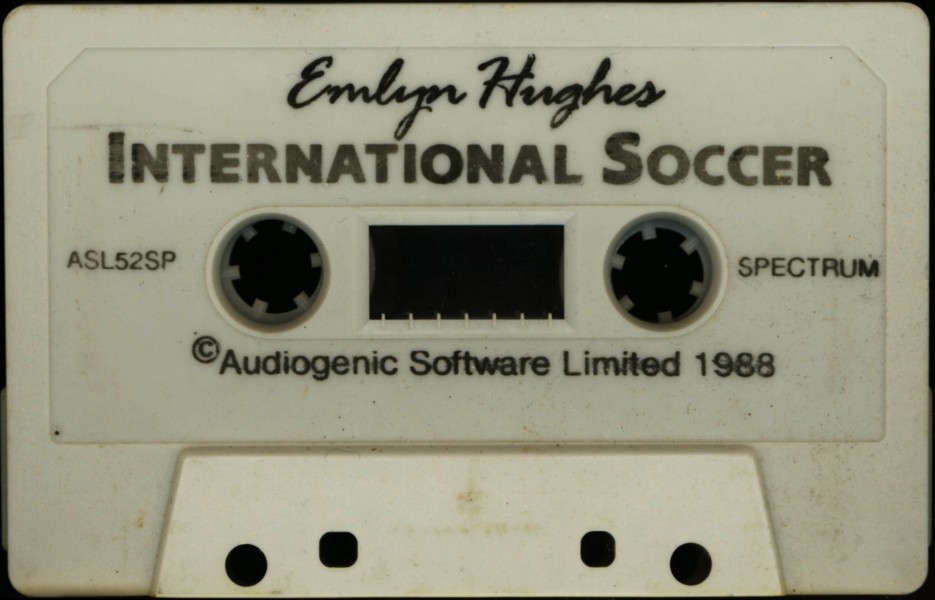 Emlyn Hughes
INTERNATIONAL SOCCER
ASL52SP
SPECTRUM
©Audiogenic Software Limited 1988